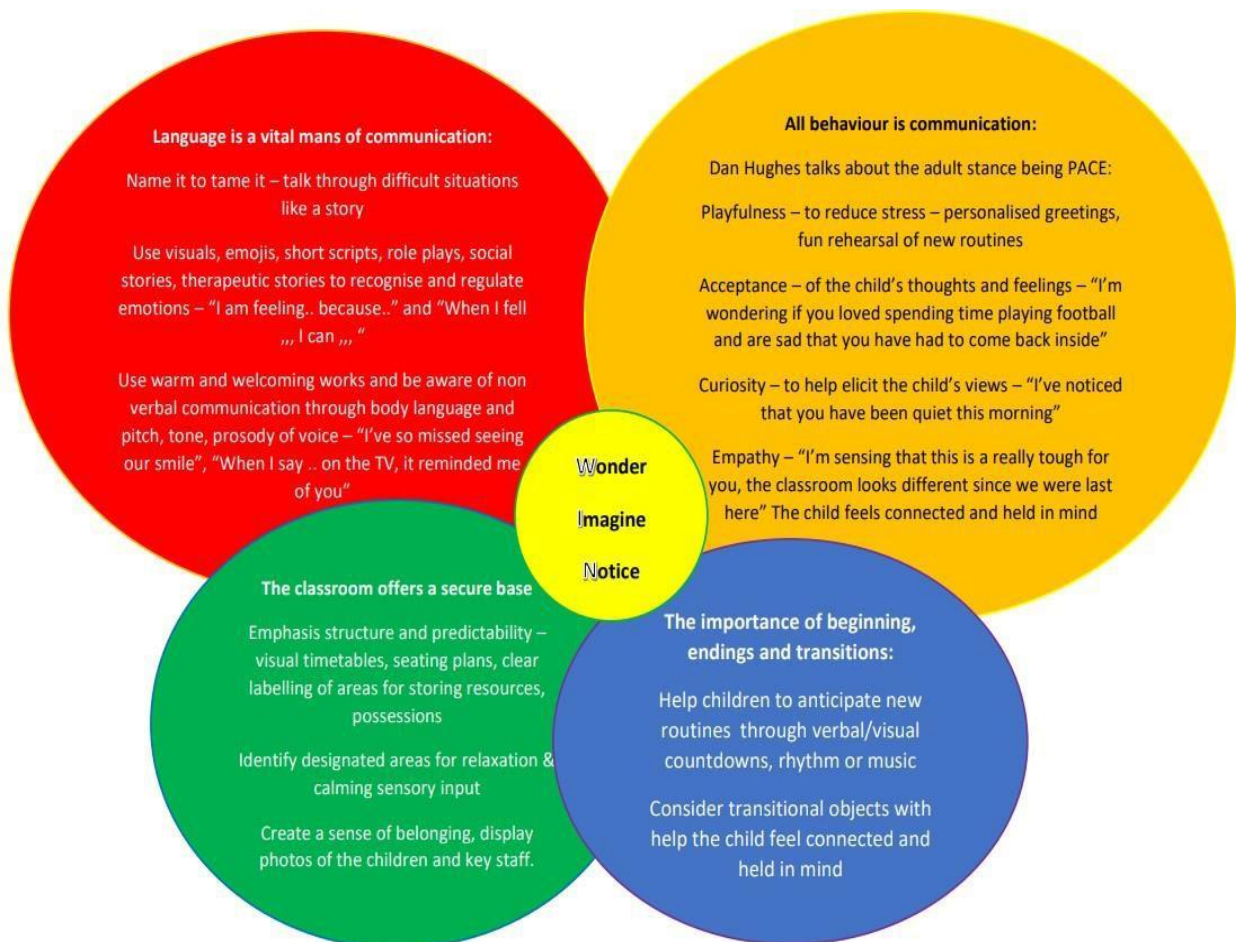 Language is a vital mans of communication:
Name it to tame it – talk through difficult situations
like a story
Use visuals, emojis, short scripts, role plays, social
stories, therapeutic stories to recognise and regulate
emotions – “I am feeling.. because..” and “When I fell
,,, I can ,,, “
Use warm and welcoming works and be aware of non
verbal communication through body language and
pitch, tone, prosody of voice – “I’ve so missed seeing
our smile”, “When I say .. on the TV, it reminded me
of you”
All behaviour is communication:
Dan Hughes talks about the adult stance being PACE:
Playfulness – to reduce stress – personalised greetings,
fun rehearsal of new routines
Acceptance – of the child’s thoughts and feelings – “I’m
wondering if you loved spending time playing football
and are sad that you have had to come back inside”
Curiosity – to help elicit the child’s views – “I’ve noticed
that you have been quiet this morning”
Empathy – “I’m sensing that this is a really tough for
you, the classroom looks different since we were last
here” The child feels connected and held in mind
Wonder
Imagine
Notice
The classroom offers a secure base
Emphasis structure and predictability –
visual timetables, seating plans, clear
labelling of areas for storing resources,
possessions
Identify designated areas for relaxation &
calming sensory input
Create a sense of belonging, display
photos of the children and key staff.
The importance of beginning,
endings and transitions:
Help children to anticipate new
routines through verbal/visual
countdowns, rhythm or music
Consider transitional objects with
help the child feel connected and
held in mind